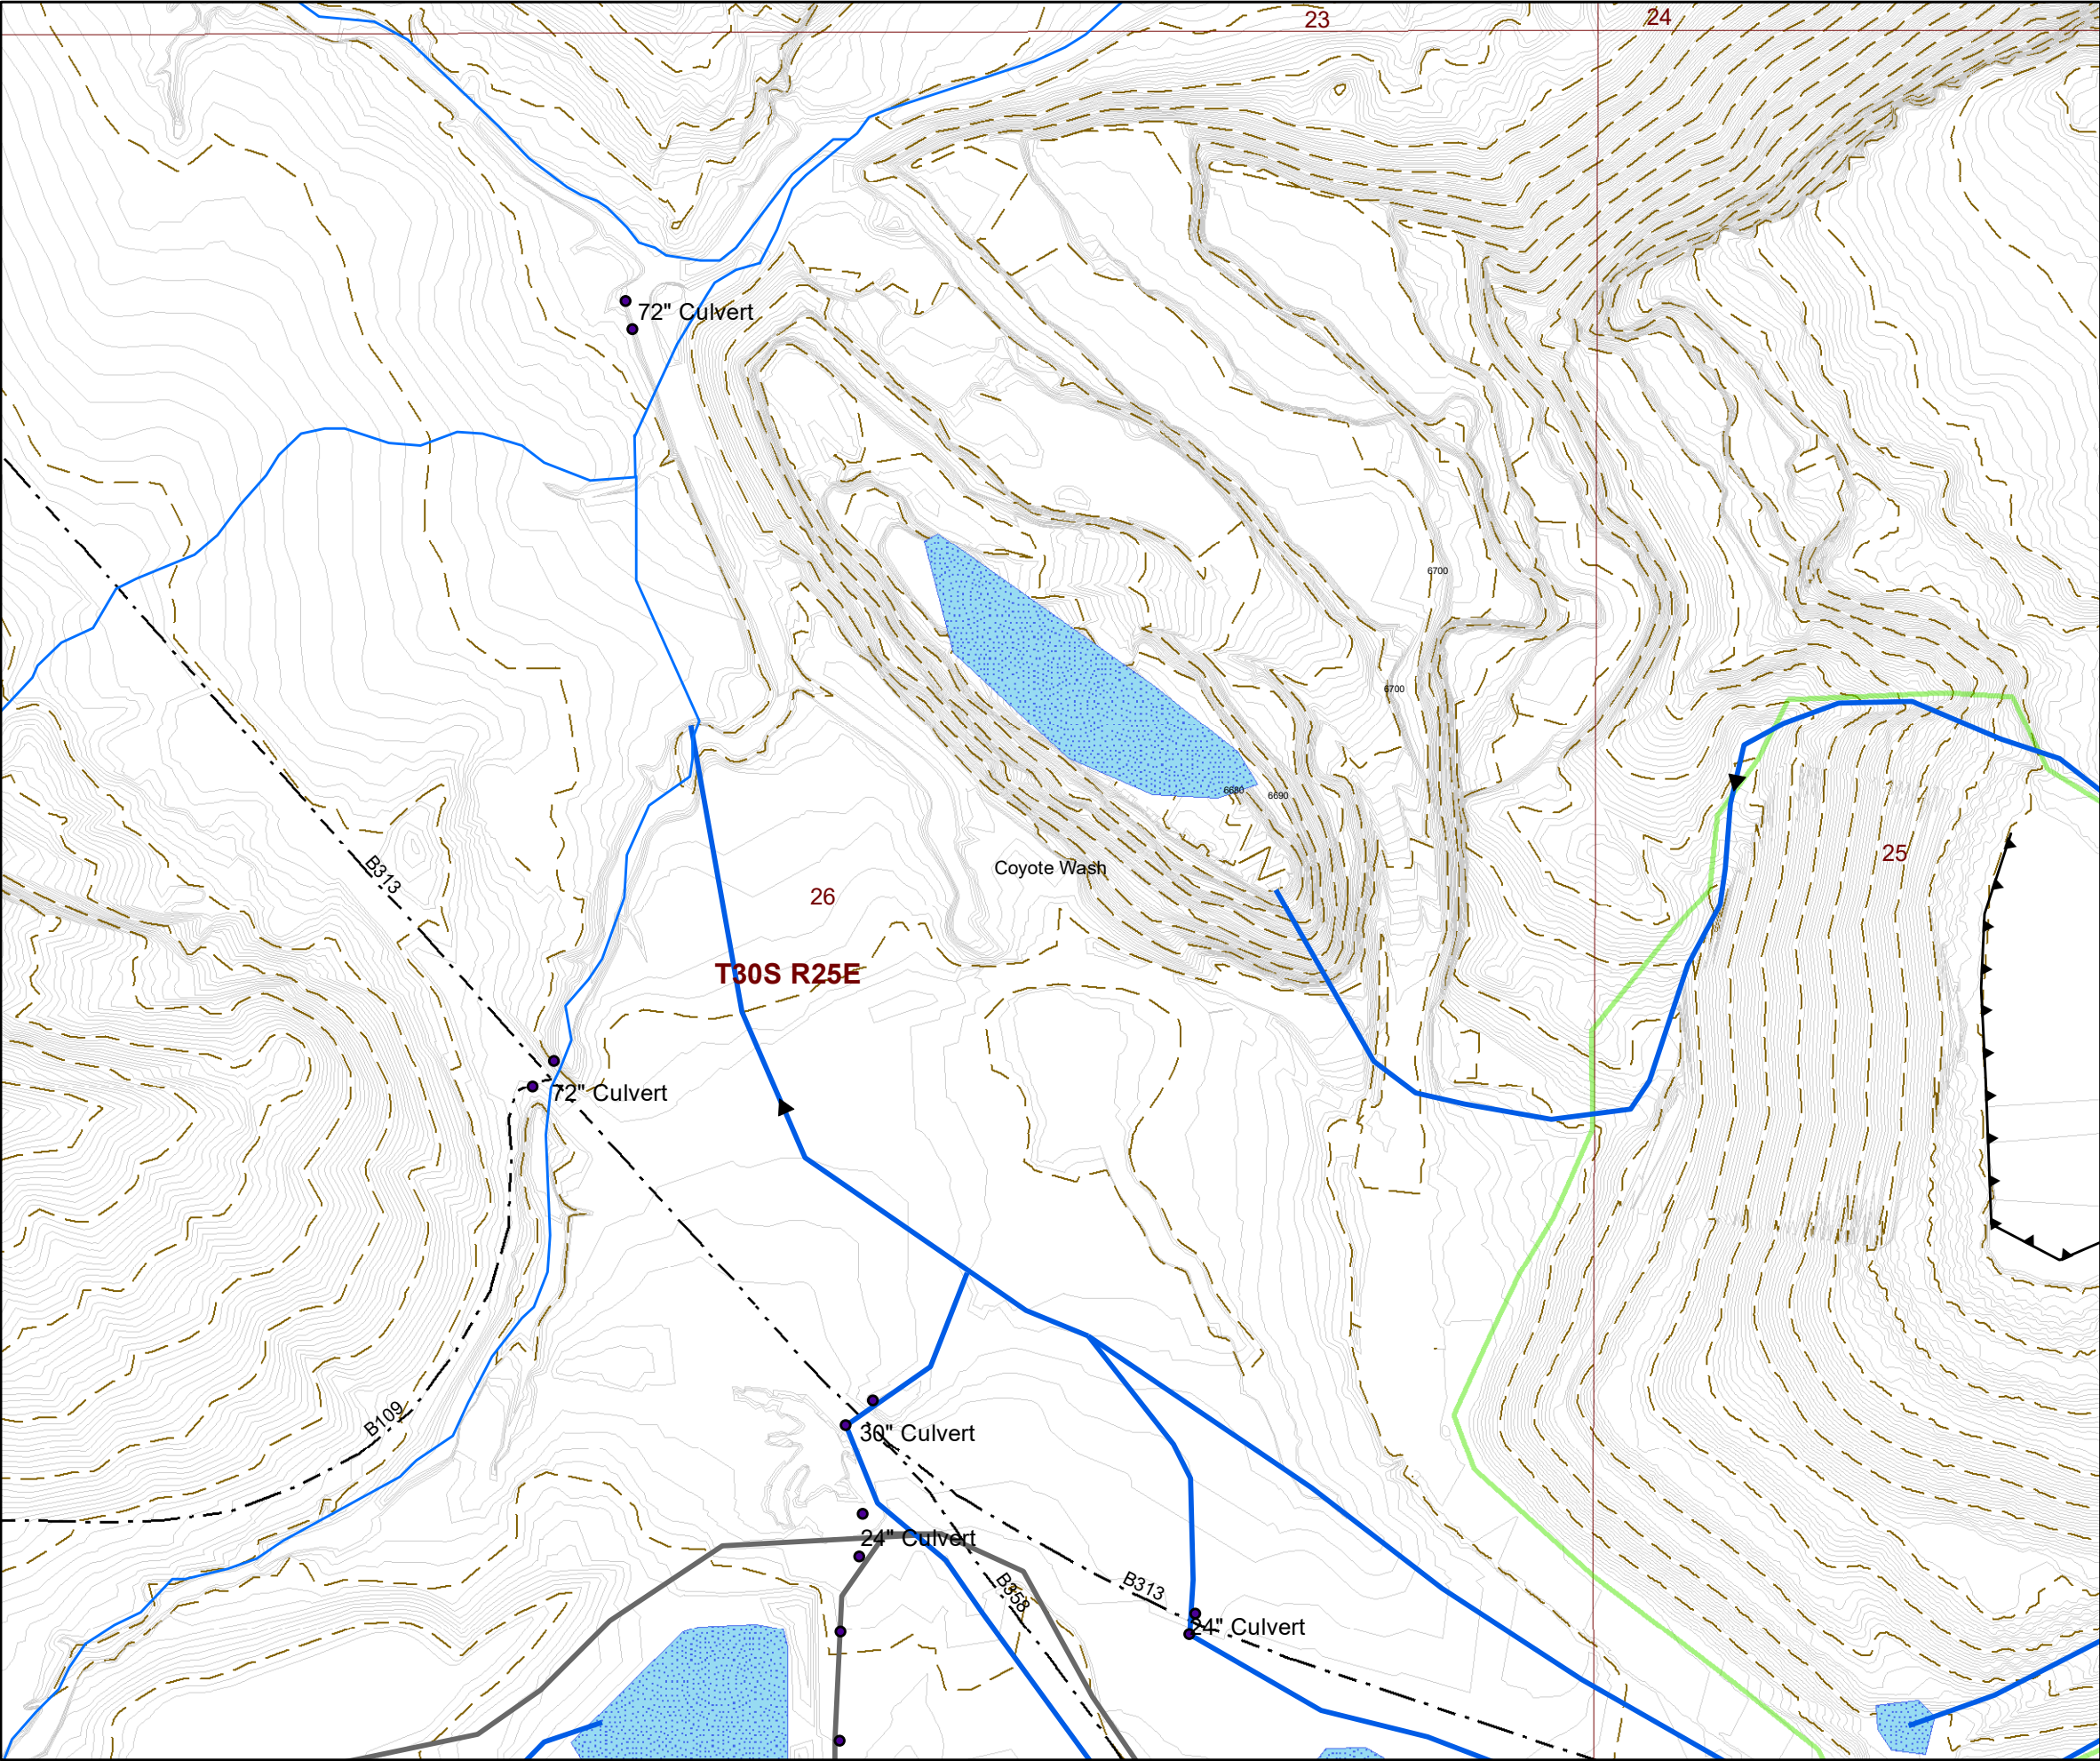 23
24
72" Culvert
6700
6700
6680
6690
25
B313
Coyote Wash
26
T30S R25E
72" Culvert
B109
30" Culvert
24" Culvert
B358
B313
24" Culvert